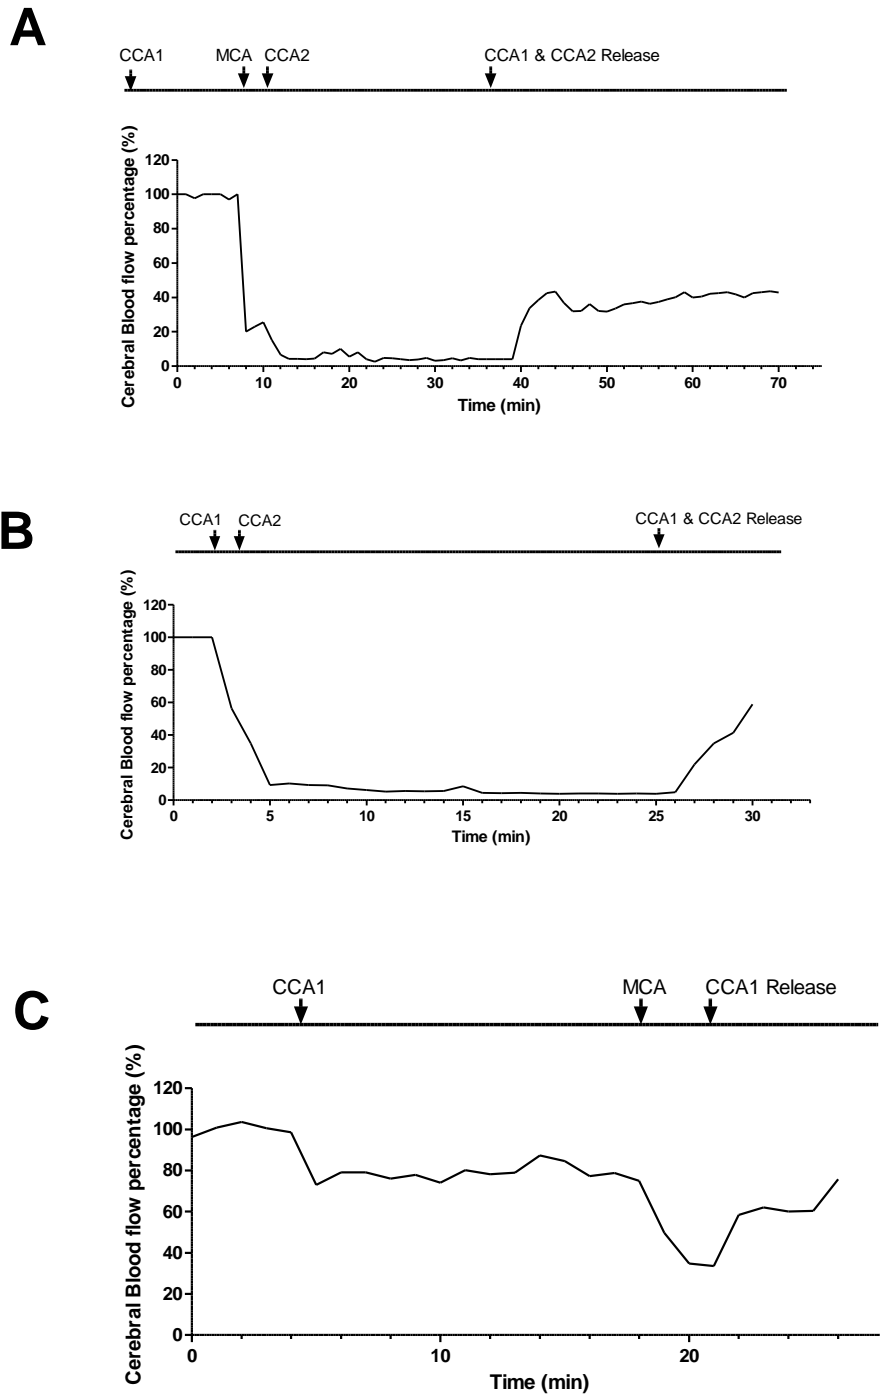 A
CCA1 MCA CCA2 CCA1 & CCA2 Release
Cerebral Blood flow percentage (%)
120
100
80
60
40
20
0
0 10 20 30 40 50 60 70
Time (min)
B
CCA1 CCA2 CCA1 & CCA2 Release
Cerebral Blood flow percentage (%)
120
100
80
60
40
20
0
0 5 10 15 20 25 30
Time (min)
C
CCA1 MCA CCA1 Release
Cerebral Blood flow percentage (%)
120
100
80
60
40
20
0
0 10 20
Time (min)